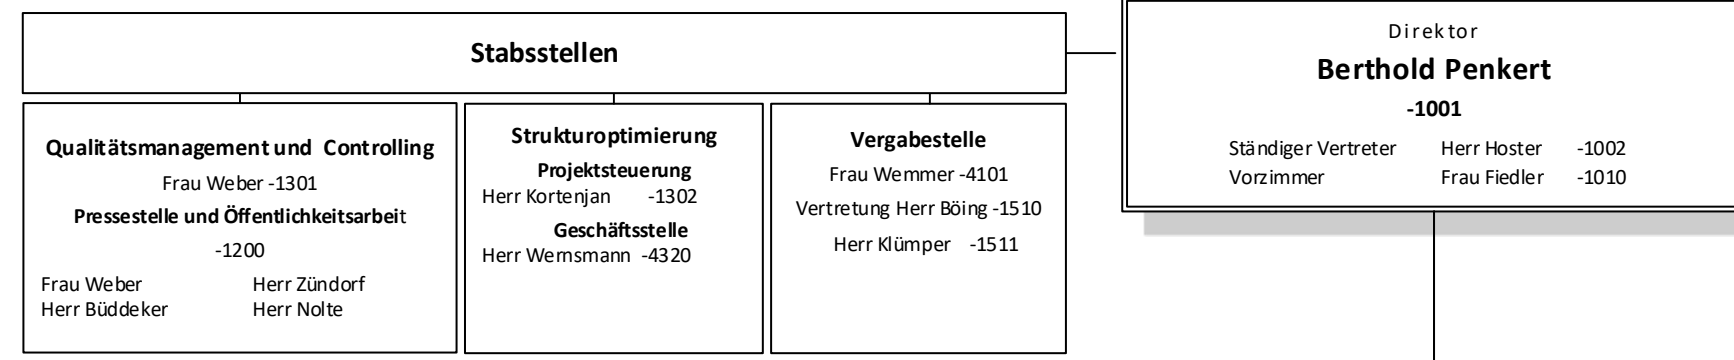 Stabsstellen
Qualitätsmanagement und Controlling
Frau Weber -1301
Pressestelle und Öffentlichkeitsarbeit
-1200
Frau Weber Herr Zündorf
Herr Büddeker Herr Nolte
Strukturoptimierung
Projektsteuerung
Herr Kortenjan -1302
Geschäftsstelle
Herr Wernsmann -4320
Vergabestelle
Frau Wemmer -4101
Vertretung Herr Böing -1510
Herr Klümper -1511
Direktor
Berthold Penkert
-1001
Ständiger Vertreter Herr Hoster -1002
Vorzimmer Frau Fiedler -1010